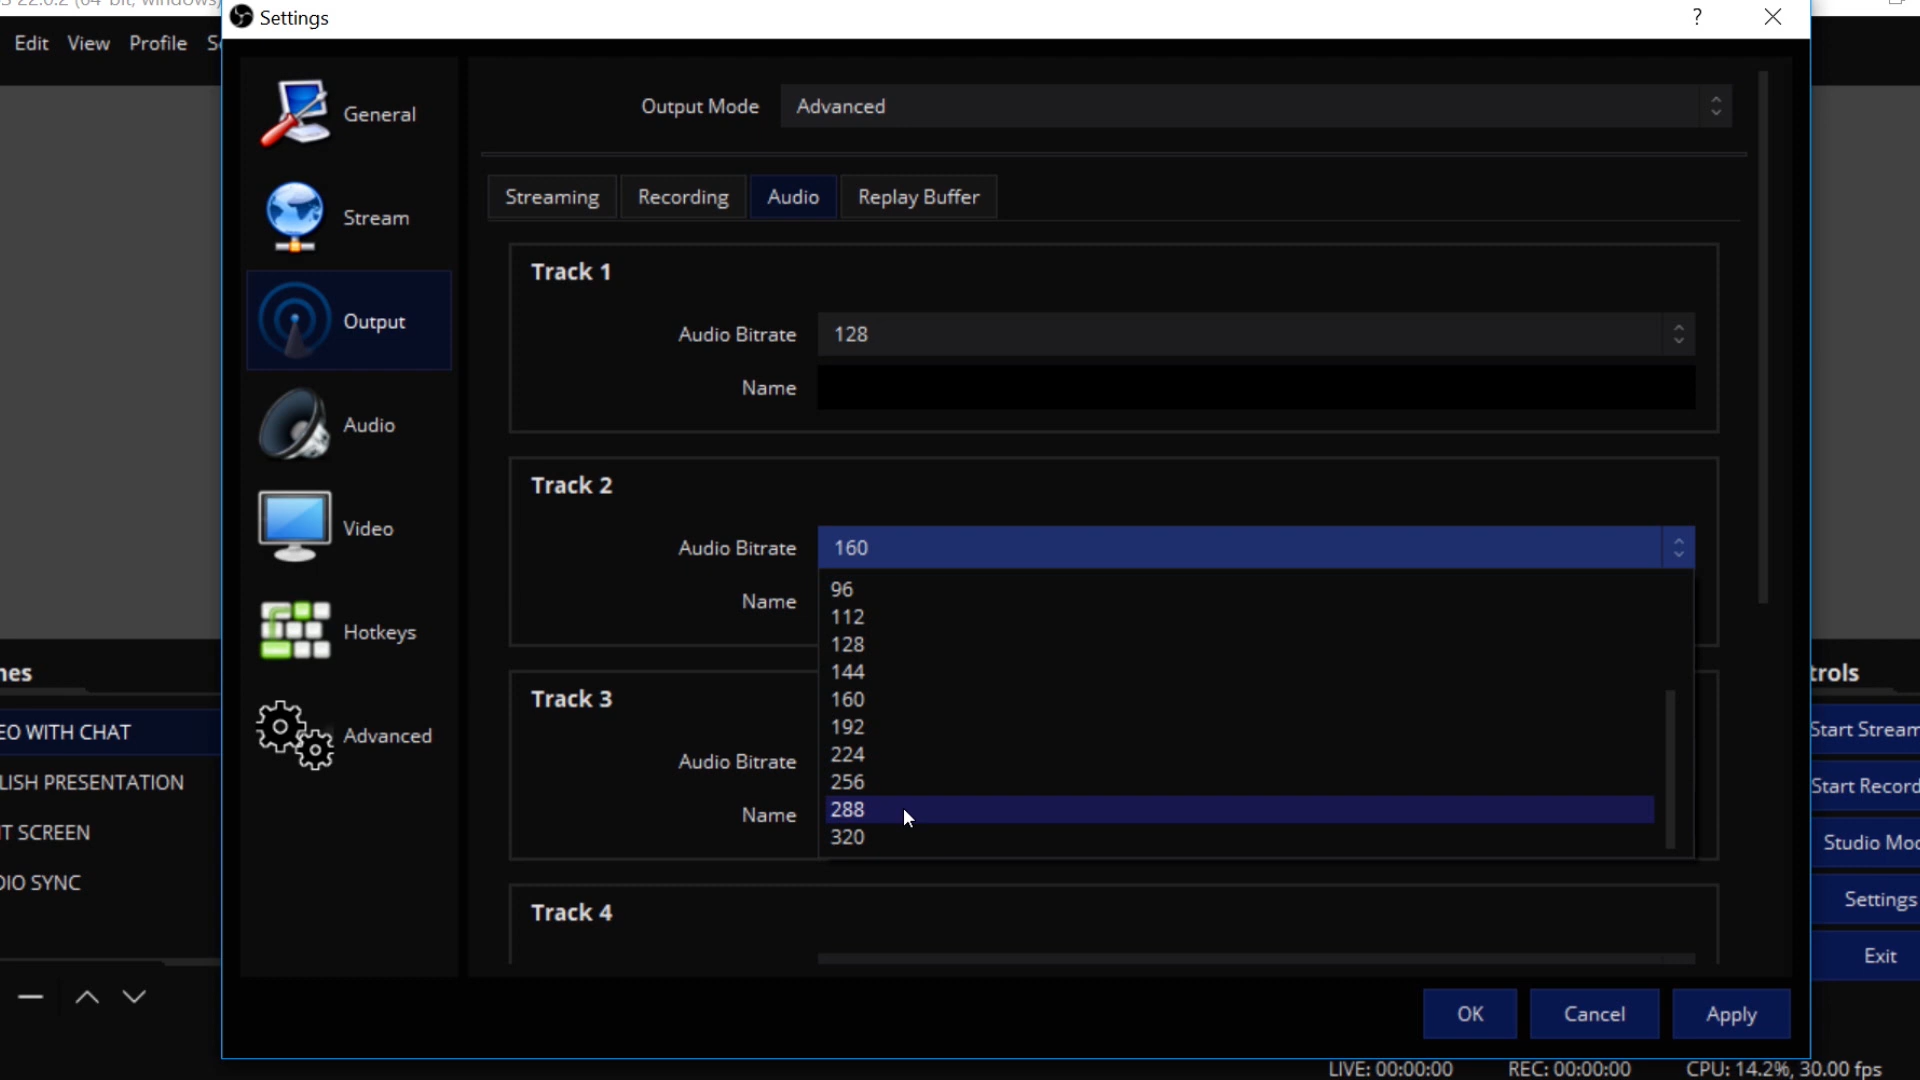 Settings
?
Edit View Profile
General
Stream
Output
Audio
Video
Hotkeys
Advanced
Output Mode Advanced
Streaming Recording Audio Replay Buffer
Track 1
Audio Bitrate 128
Name
Track 2
Audio Bitrate 160
Name
96
112
128
144
160
192
224
256
288
320
Track 3
Audio Bitrate
Name
Track 4
OK Cancel Apply
nes
EO WITH CHAT
LISH PRESENTATION
T SCREEN
DIO SYNC
trols
Start Stream
Start Record
Studio Mod
Settings
Exit
LIVE: 00:00:00 REC: 00:00:00 CPU: 14.2%, 30.00 fps